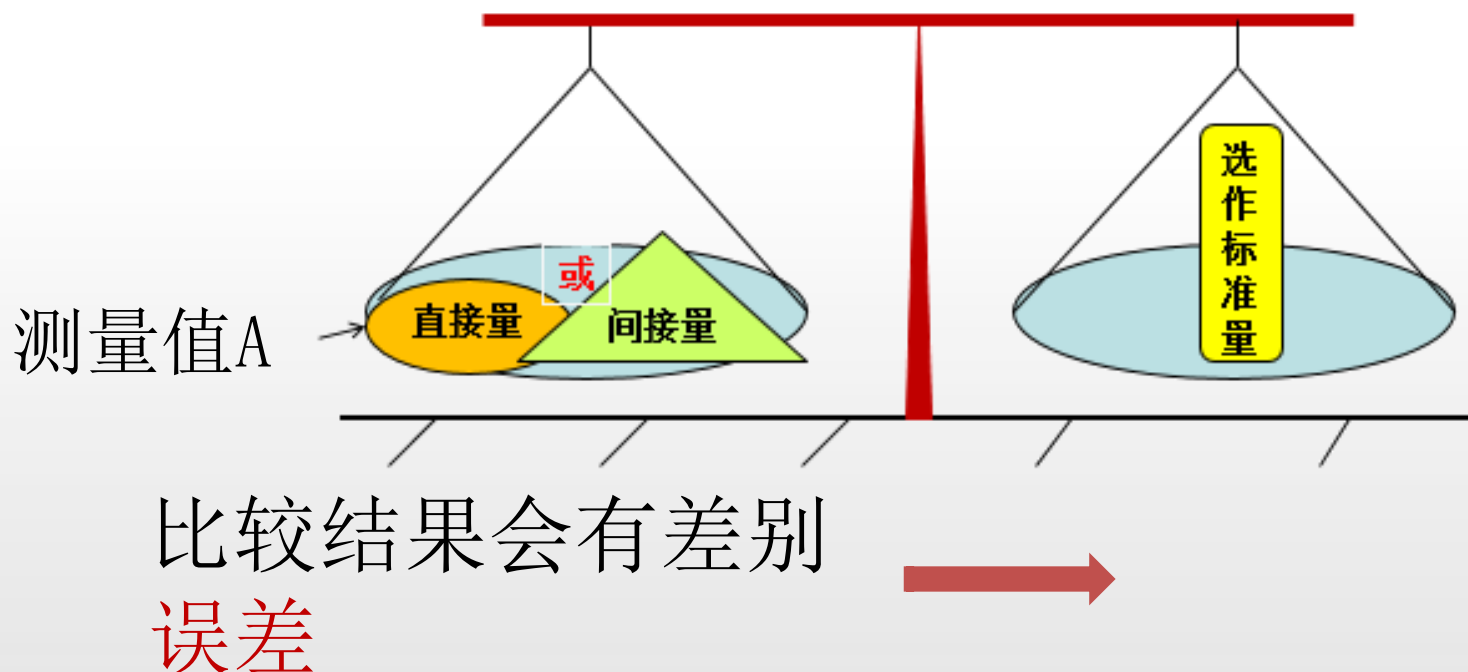 选作标准量
或
直接量
间接量
测量值A
比较结果会有差别
误差